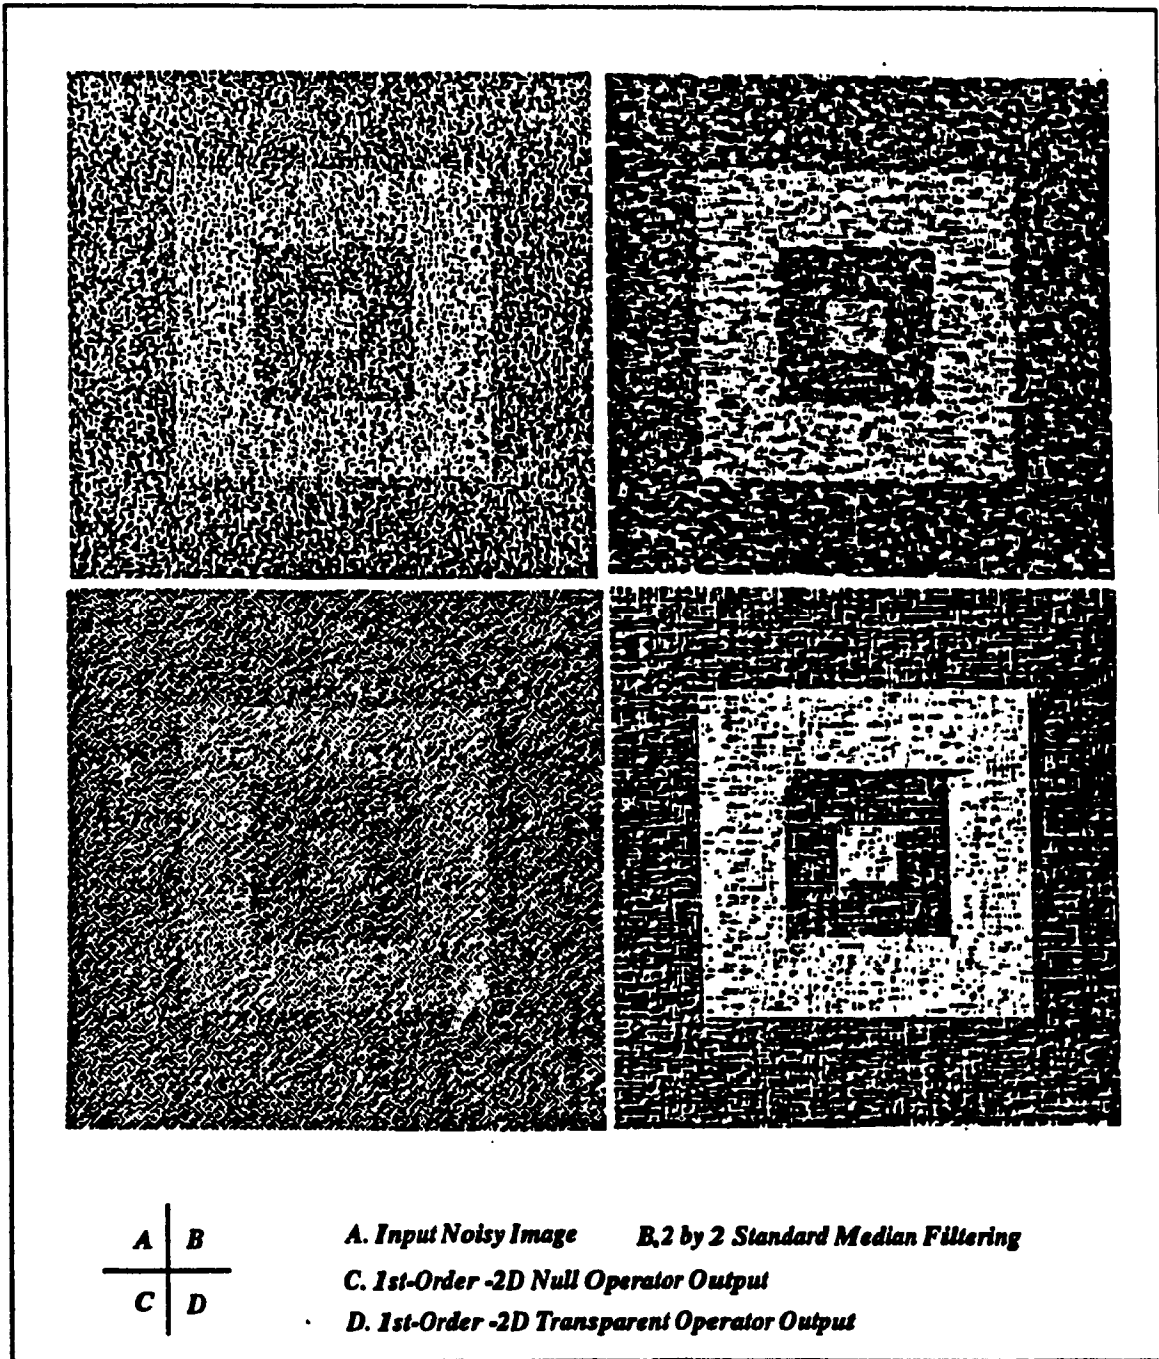 A B
C D
A. Input Noisy Image B. 2 by 2 Standard Median Filtering
C. 1st-Order -2D Null Operator Output
D. 1st-Order -2D Transparent Operator Output